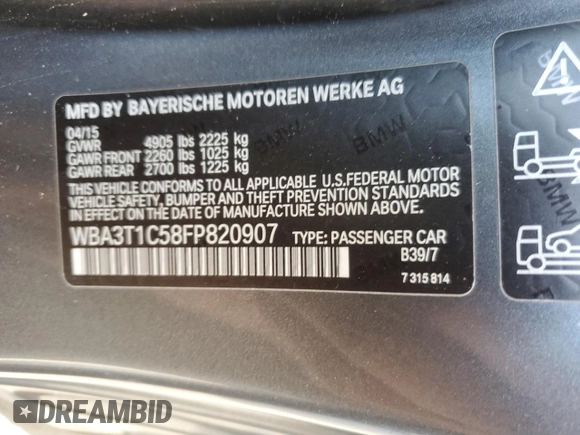 MFD BY BAYERISCHE MOTOREN WERKE AG
04/15
GVWR 4905 lbs 2225 kg
GAWR FRONT 2260 lbs 1025 kg
GAWR REAR 2700 lbs 1225 kg
THIS VEHICLE CONFORMS TO ALL APPLICABLE U.S.FEDERAL MOTOR
VEHICLE SAFETY, BUMPER AND THEFT PREVENTION STANDARDS
IN EFFECT ON THE DATE OF MANUFACTURE SHOWN ABOVE.
WBA3T1C58FP820907 TYPE: PASSENGER CAR
B39/7
7 315 814
BMW
BMW
BMW
DREAMBID